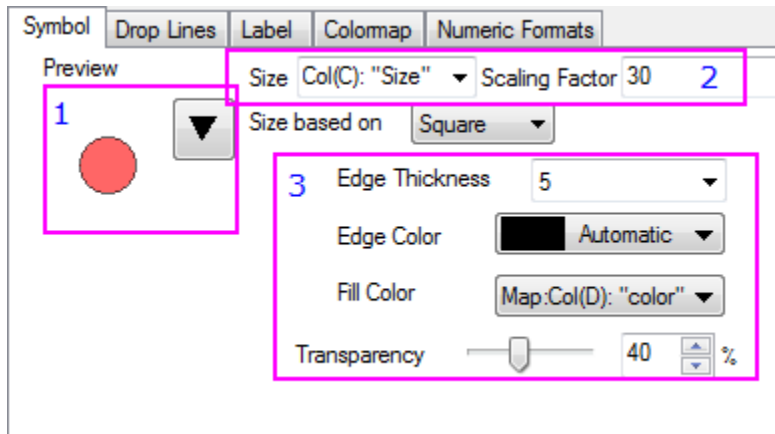 Symbol Drop Lines Label Colormap Numeric Formats
Preview
Size Col(C): "Size" Scaling Factor 30 2
1
Size based on Square
3 Edge Thickness 5
Edge Color Automatic
Fill Color Map:Col(D): "color"
Transparency 40 %